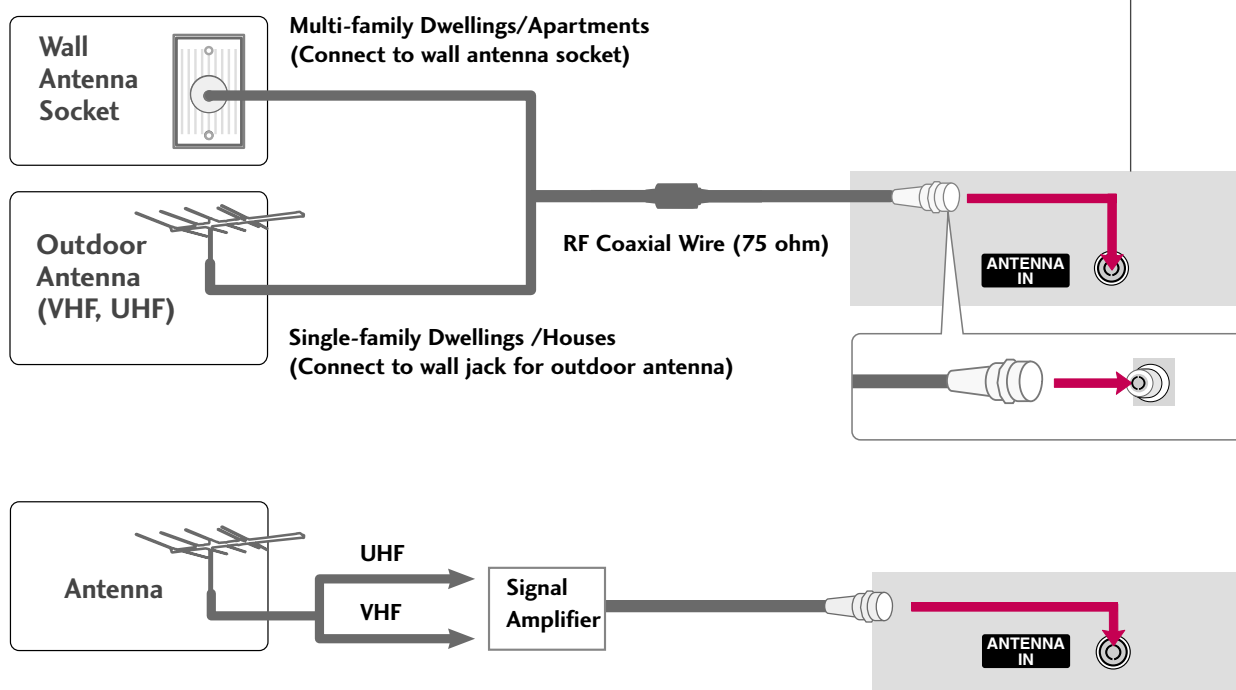 Multi-family Dwellings/Apartments
(Connect to wall antenna socket)
Wall
Antenna
Socket
Outdoor
Antenna
(VHF, UHF)
RF Coaxial Wire (75 ohm)
ANTENNA
IN
Single-family Dwellings /Houses
(Connect to wall jack for outdoor antenna)
Antenna
UHF
VHF
Signal
Amplifier
ANTENNA
IN